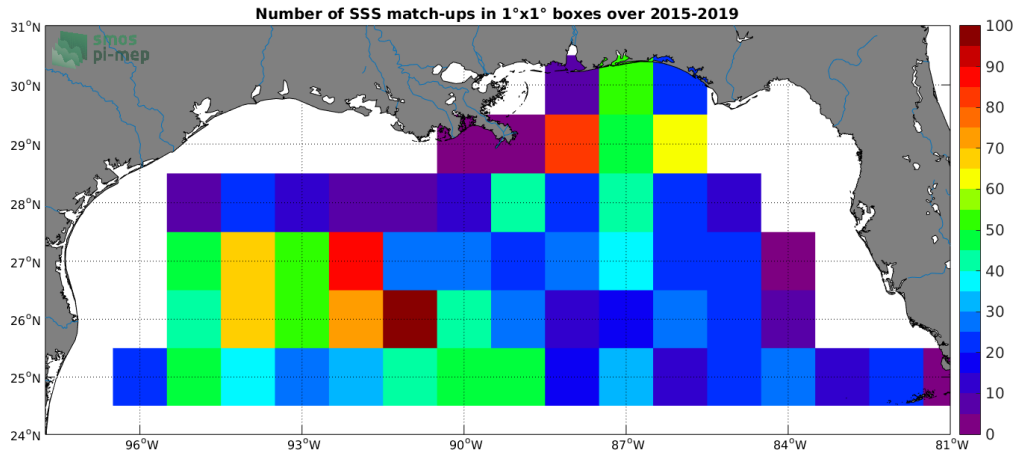 Number of SSS match-ups in 1°x1° boxes over 2015-2019
smos
pi-mep
31°N
30°N
29°N
28°N
27°N
26°N
25°N
24°N
96°W
93°W
90°W
87°W
84°W
81°W
100
90
80
70
60
50
40
30
20
10
0